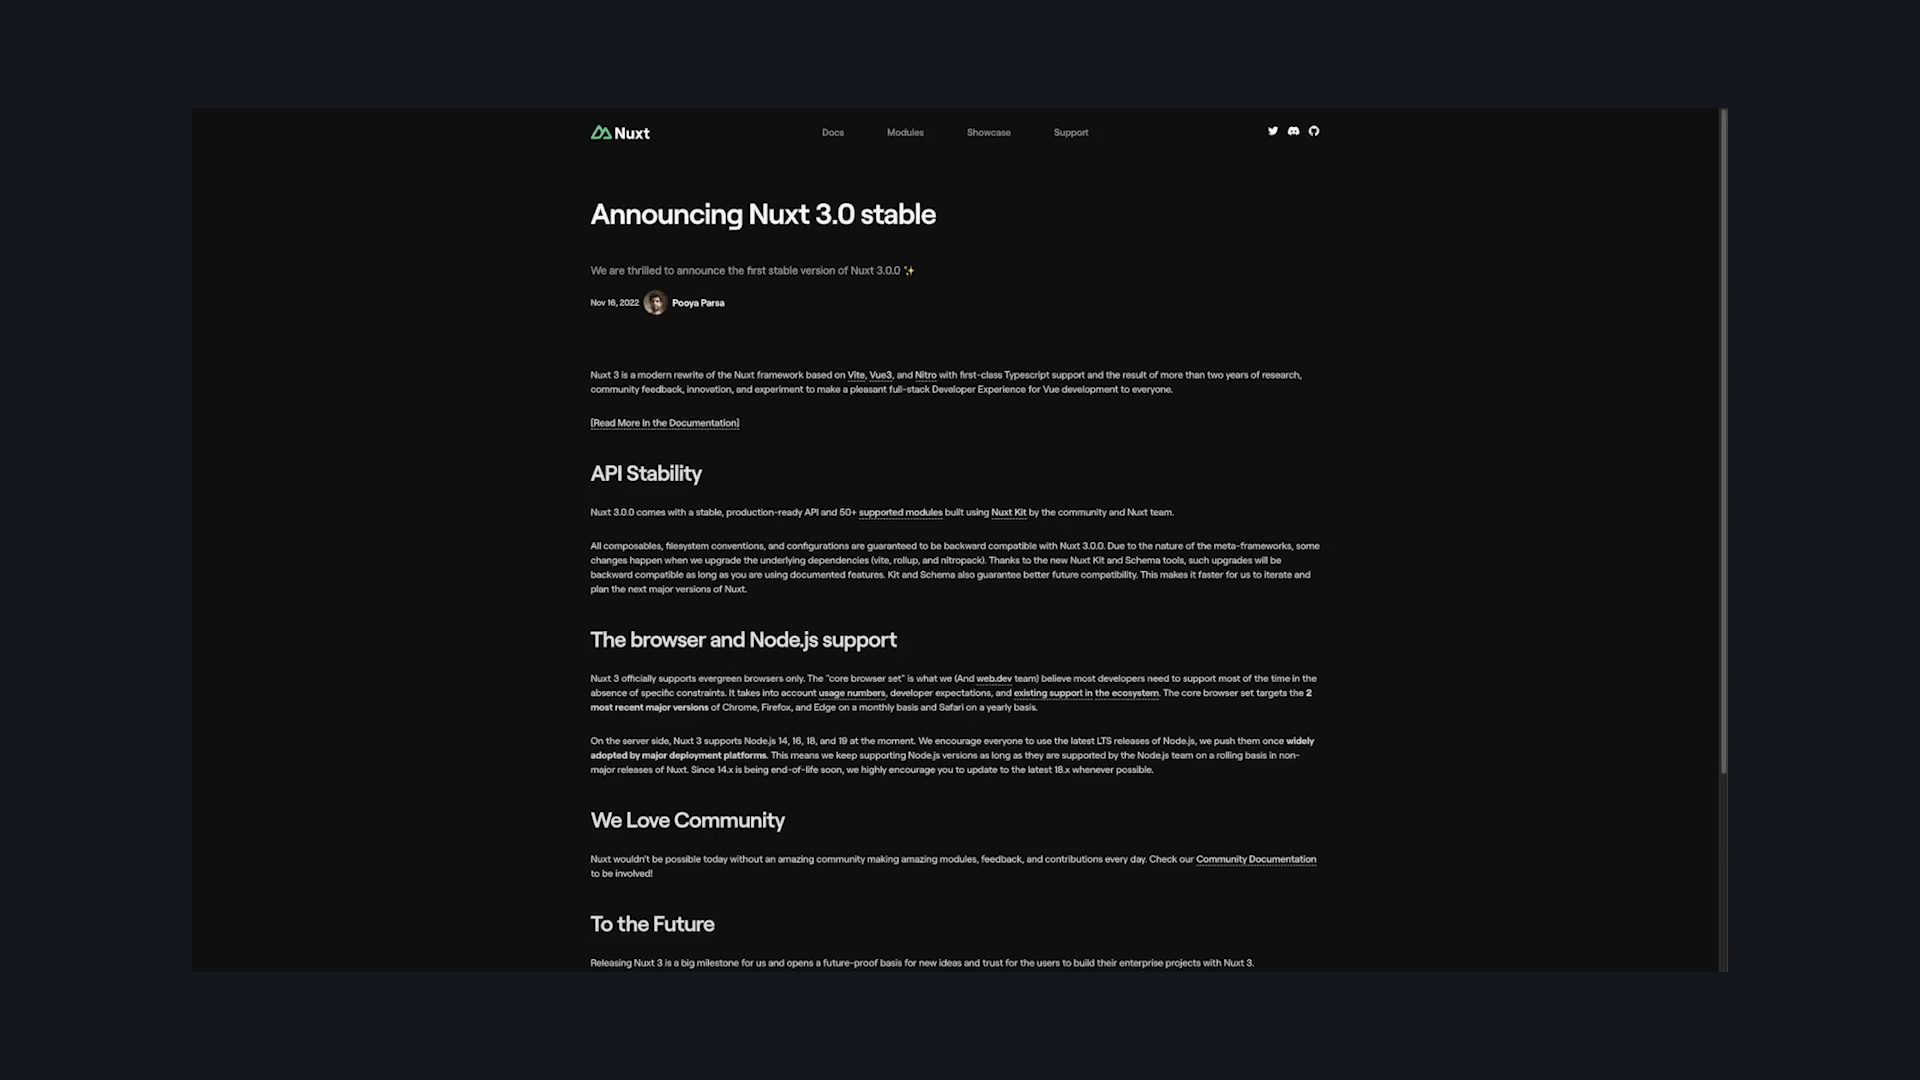 Nuxt
Docs
Modules
Showcase
Support
Announcing Nuxt 3.0 stable
We are thrilled to announce the first stable version of Nuxt 3.0.0 ✨
Nov 16, 2022 Pooya Parsa
Nuxt 3 is a modern rewrite of the Nuxt framework based on Vite, Vue3, and Nitro with first-class Typescript support and the result of more than two years of research,
community feedback, innovation, and experiment to make a pleasant full-stack Developer Experience for Vue development to everyone.
[Read More In the Documentation]
API Stability
Nuxt 3.0.0 comes with a stable, production-ready API and 50+ supported modules built using Nuxt Kit by the community and Nuxt team.
All composables, filesystem conventions, and configurations are guaranteed to be backward compatible with Nuxt 3.0.0. Due to the nature of the meta-frameworks, some
changes happen when we upgrade the underlying dependencies (vite, rollup, and nitropack). Thanks to the new Nuxt Kit and Schema tools, such upgrades will be
backward compatible as long as you are using documented features. Kit and Schema also guarantee better future compatibility. This makes it faster for us to iterate and
plan the next major versions of Nuxt.
The browser and Node.js support
Nuxt 3 officially supports evergreen browsers only. The "core browser set" is what we (And web.dev team) believe most developers need to support most of the time in the
absence of specific constraints. It takes into account usage numbers, developer expectations, and existing support in the ecosystem. The core browser set targets the 2
most recent major versions of Chrome, Firefox, and Edge on a monthly basis and Safari on a yearly basis.
On the server side, Nuxt 3 supports Node.js 14, 16, 18, and 19 at the moment. We encourage everyone to use the latest LTS releases of Node.js, we push them once widely
adopted by major deployment platforms. This means we keep supporting Node.js versions as long as they are supported by the Node.js team on a rolling basis in non-
major releases of Nuxt. Since 14.x is being end-of-life soon, we highly encourage you to update to the latest 18.x whenever possible.
We Love Community
Nuxt wouldn't be possible today without an amazing community making amazing modules, feedback, and contributions every day. Check our Community Documentation
to be involved!
To the Future
Releasing Nuxt 3 is a big milestone for us and opens a future-proof basis for new ideas and trust for the users to build their enterprise projects with Nuxt 3.